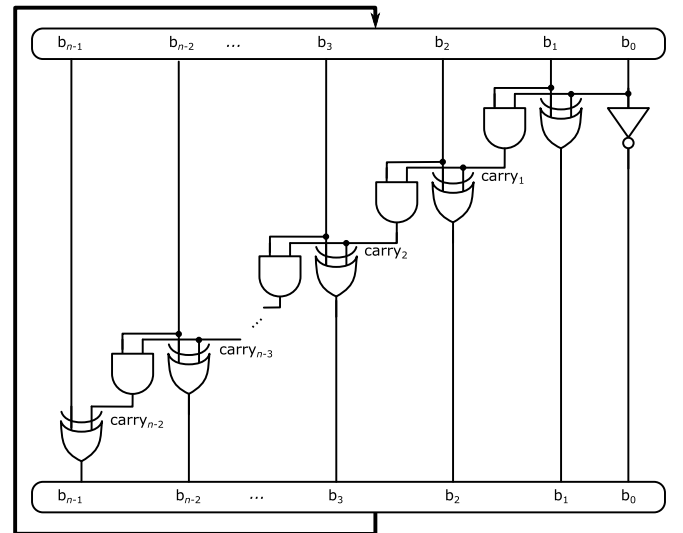 bn-1 bn-2 ... b3 b2 b1 b0
carry1
carry2
carryn-3
carryn-2
bn-1 bn-2 ... b3 b2 b1 b0